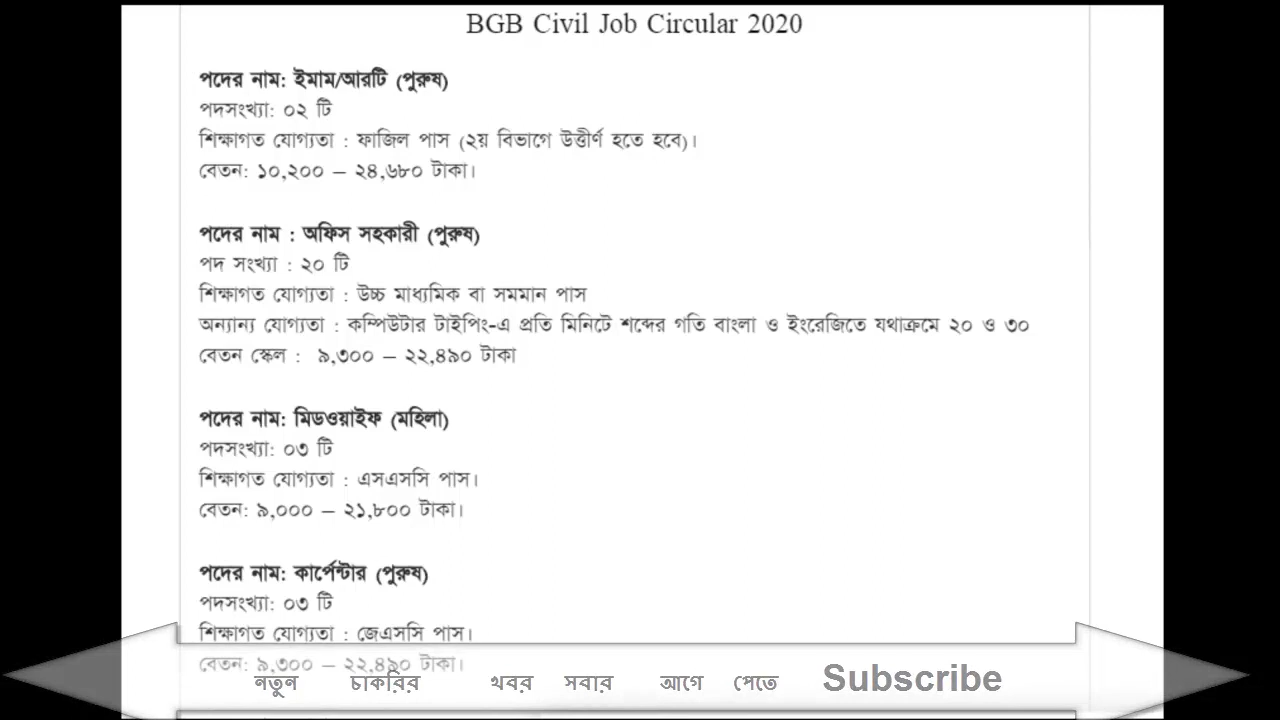 BGB Civil Job Circular 2020
পদের নাম: ইমাম/আরটি (পুরুষ)
পদসংখ্যা: ০২ টি
শিক্ষাগত যোগ্যতা : ফাজিল পাস (২য় বিভাগে উত্তীর্ণ হতে হবে)।
বেতন: ১০,২০০ – ২৪,৬৮০ টাকা।
পদের নাম : অফিস সহকারী (পুরুষ)
পদ সংখ্যা : ২০ টি
শিক্ষাগত যোগ্যতা : উচ্চ মাধ্যমিক বা সমমান পাস
অন্যান্য যোগ্যতা : কম্পিউটার টাইপিং-এ প্রতি মিনিটে শব্দের গতি বাংলা ও ইংরেজিতে যথাক্রমে ২০ ও ৩০
বেতন স্কেল : ৯,৩০০ – ২২,৪৯০ টাকা
পদের নাম: মিডওয়াইফ (মহিলা)
পদসংখ্যা: ০৩ টি
শিক্ষাগত যোগ্যতা : এসএসসি পাস।
বেতন: ৯,০০০ – ২১,৮০০ টাকা।
পদের নাম: কার্পেন্টার (পুরুষ)
পদসংখ্যা: ০৩ টি
শিক্ষাগত যোগ্যতা : জেএসসি পাস।
বেতন: ৯,৩০০ – ২২,৪৯০ টাকা।
নতুন চাকরির খবর সবার আগে পেতে Subscribe